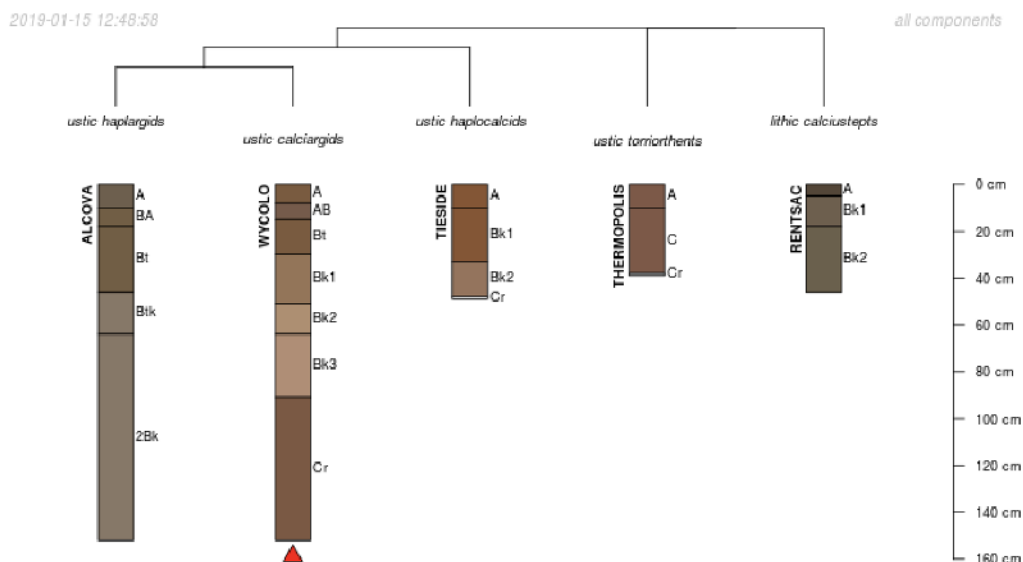 2019-01-15 12:48:58
all components
ustic haplargids
ustic calciargids
ustic haplocalcids
ustic torriorthents
lithic calciustepts
ALCOVA
A
BA
Bt
Btk
2Bk
WYCOLO
A
AB
Bt
Bk1
Bk2
Bk3
Cr
TIESIDE
A
Bk1
Bk2
Cr
THERMOPOLIS
A
C
Cr
RENTSAC
A
Bk1
Bk2
0 cm
20 cm
40 cm
60 cm
80 cm
100 cm
120 cm
140 cm
160 cm